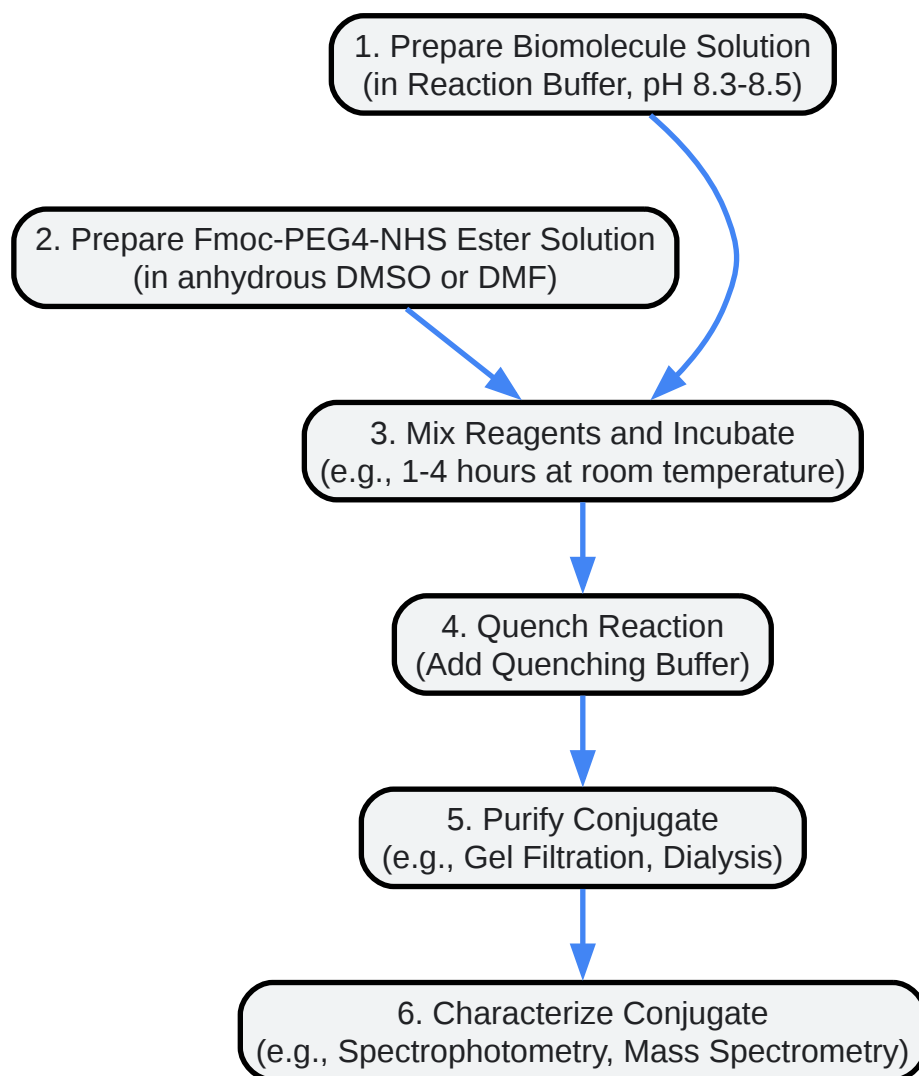 1. Prepare Biomolecule Solution
(in Reaction Buffer, pH 8.3-8.5)
2. Prepare Fmoc-PEG4-NHS Ester Solution
(in anhydrous DMSO or DMF)
3. Mix Reagents and Incubate
(e.g., 1-4 hours at room temperature)
4. Quench Reaction
(Add Quenching Buffer)
5. Purify Conjugate
(e.g., Gel Filtration, Dialysis)
6. Characterize Conjugate
(e.g., Spectrophotometry, Mass Spectrometry)